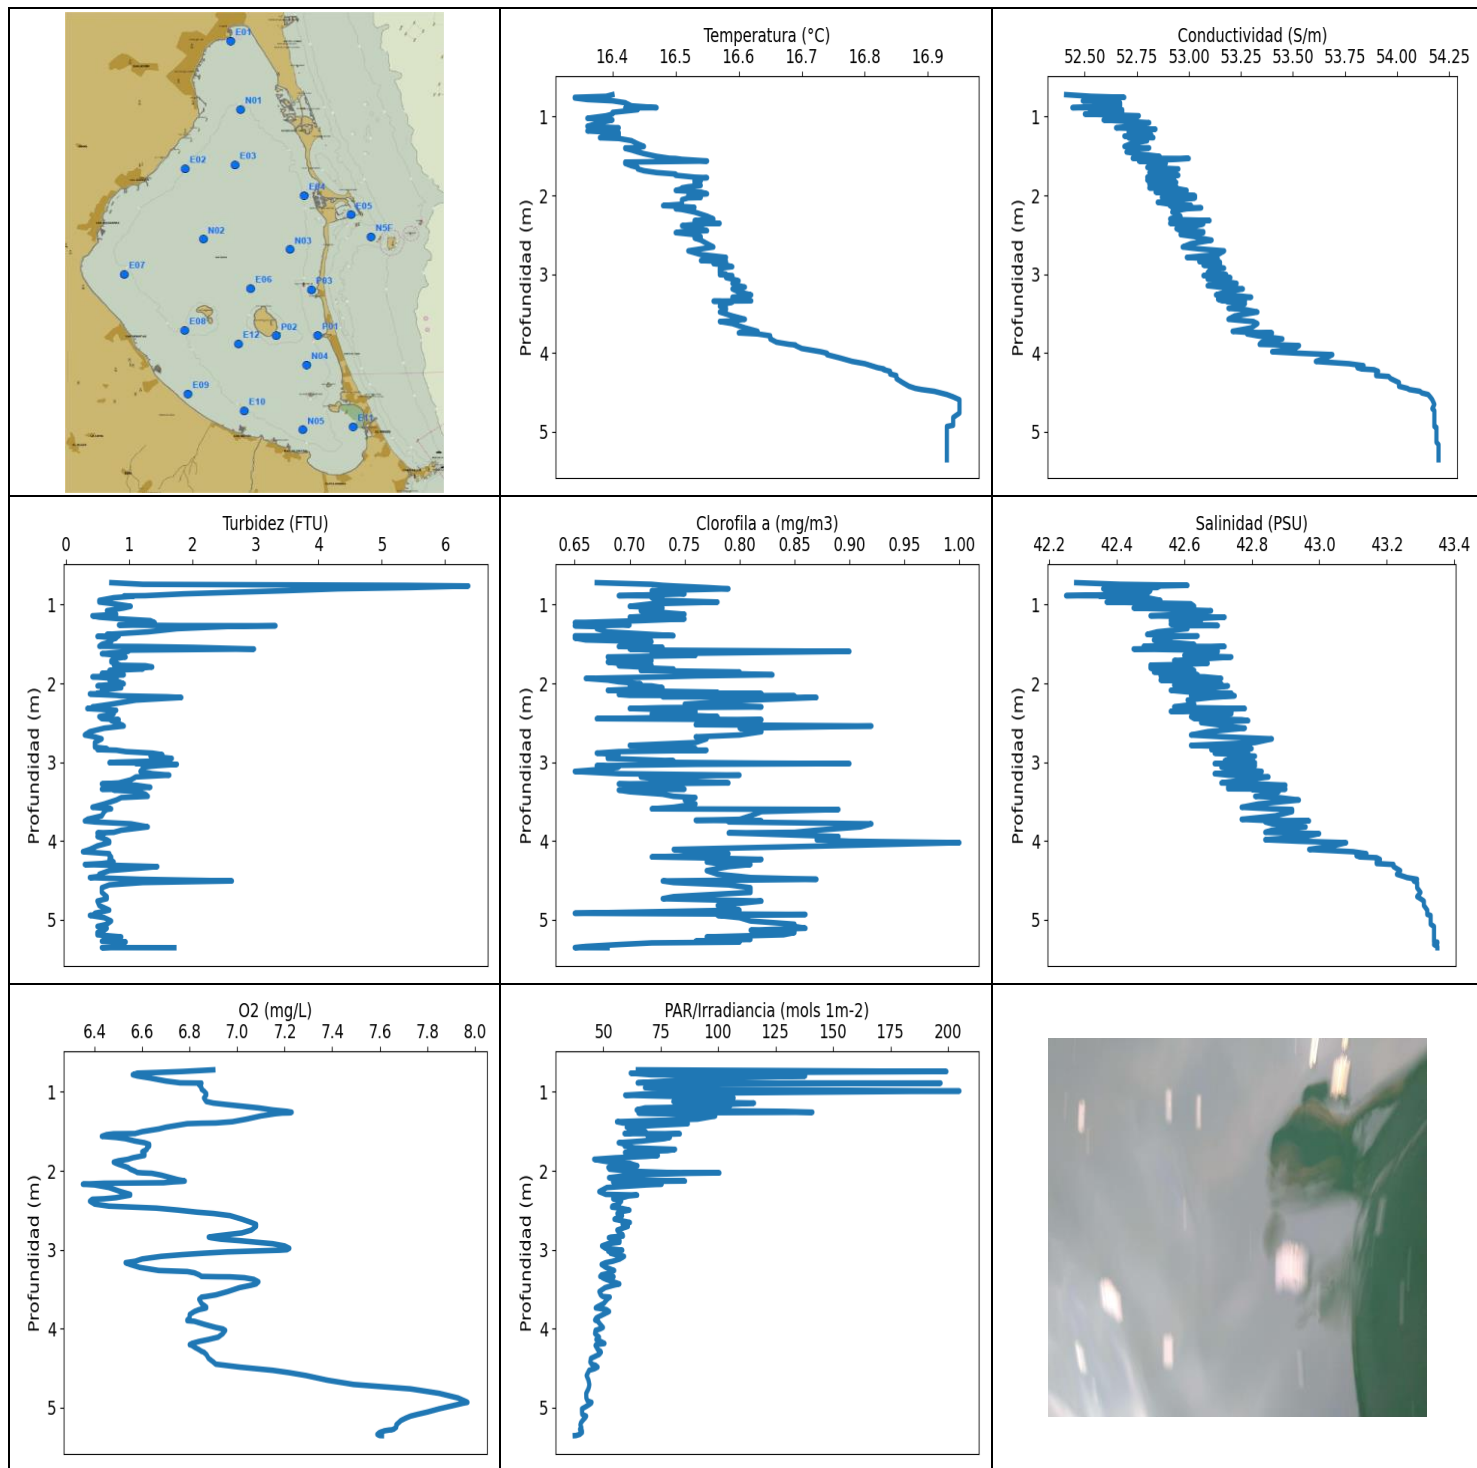 E01
N01
E02
E03
E04
E05
N5F
N02
N03
E07
E06
P03
E08
P02
P01
E12
N04
E09
E10
N05
E11
Temperatura (°C)
16.4 16.5 16.6 16.7 16.8 16.9
Profundidad (m)
1
2
3
4
5
Conductividad (S/m)
52.50 52.75 53.00 53.25 53.50 53.75 54.00 54.25
Profundidad (m)
1
2
3
4
5
Turbidez (FTU)
0 1 2 3 4 5 6
Profundidad (m)
1
2
3
4
5
Clorofila a (mg/m3)
0.65 0.70 0.75 0.80 0.85 0.90 0.95 1.00
Profundidad (m)
1
2
3
4
5
Salinidad (PSU)
42.2 42.4 42.6 42.8 43.0 43.2 43.4
Profundidad (m)
1
2
3
4
5
O2 (mg/L)
6.4 6.6 6.8 7.0 7.2 7.4 7.6 7.8 8.0
Profundidad (m)
1
2
3
4
5
PAR/Irradiancia (mols 1m-2)
50 75 100 125 150 175 200
Profundidad (m)
1
2
3
4
5